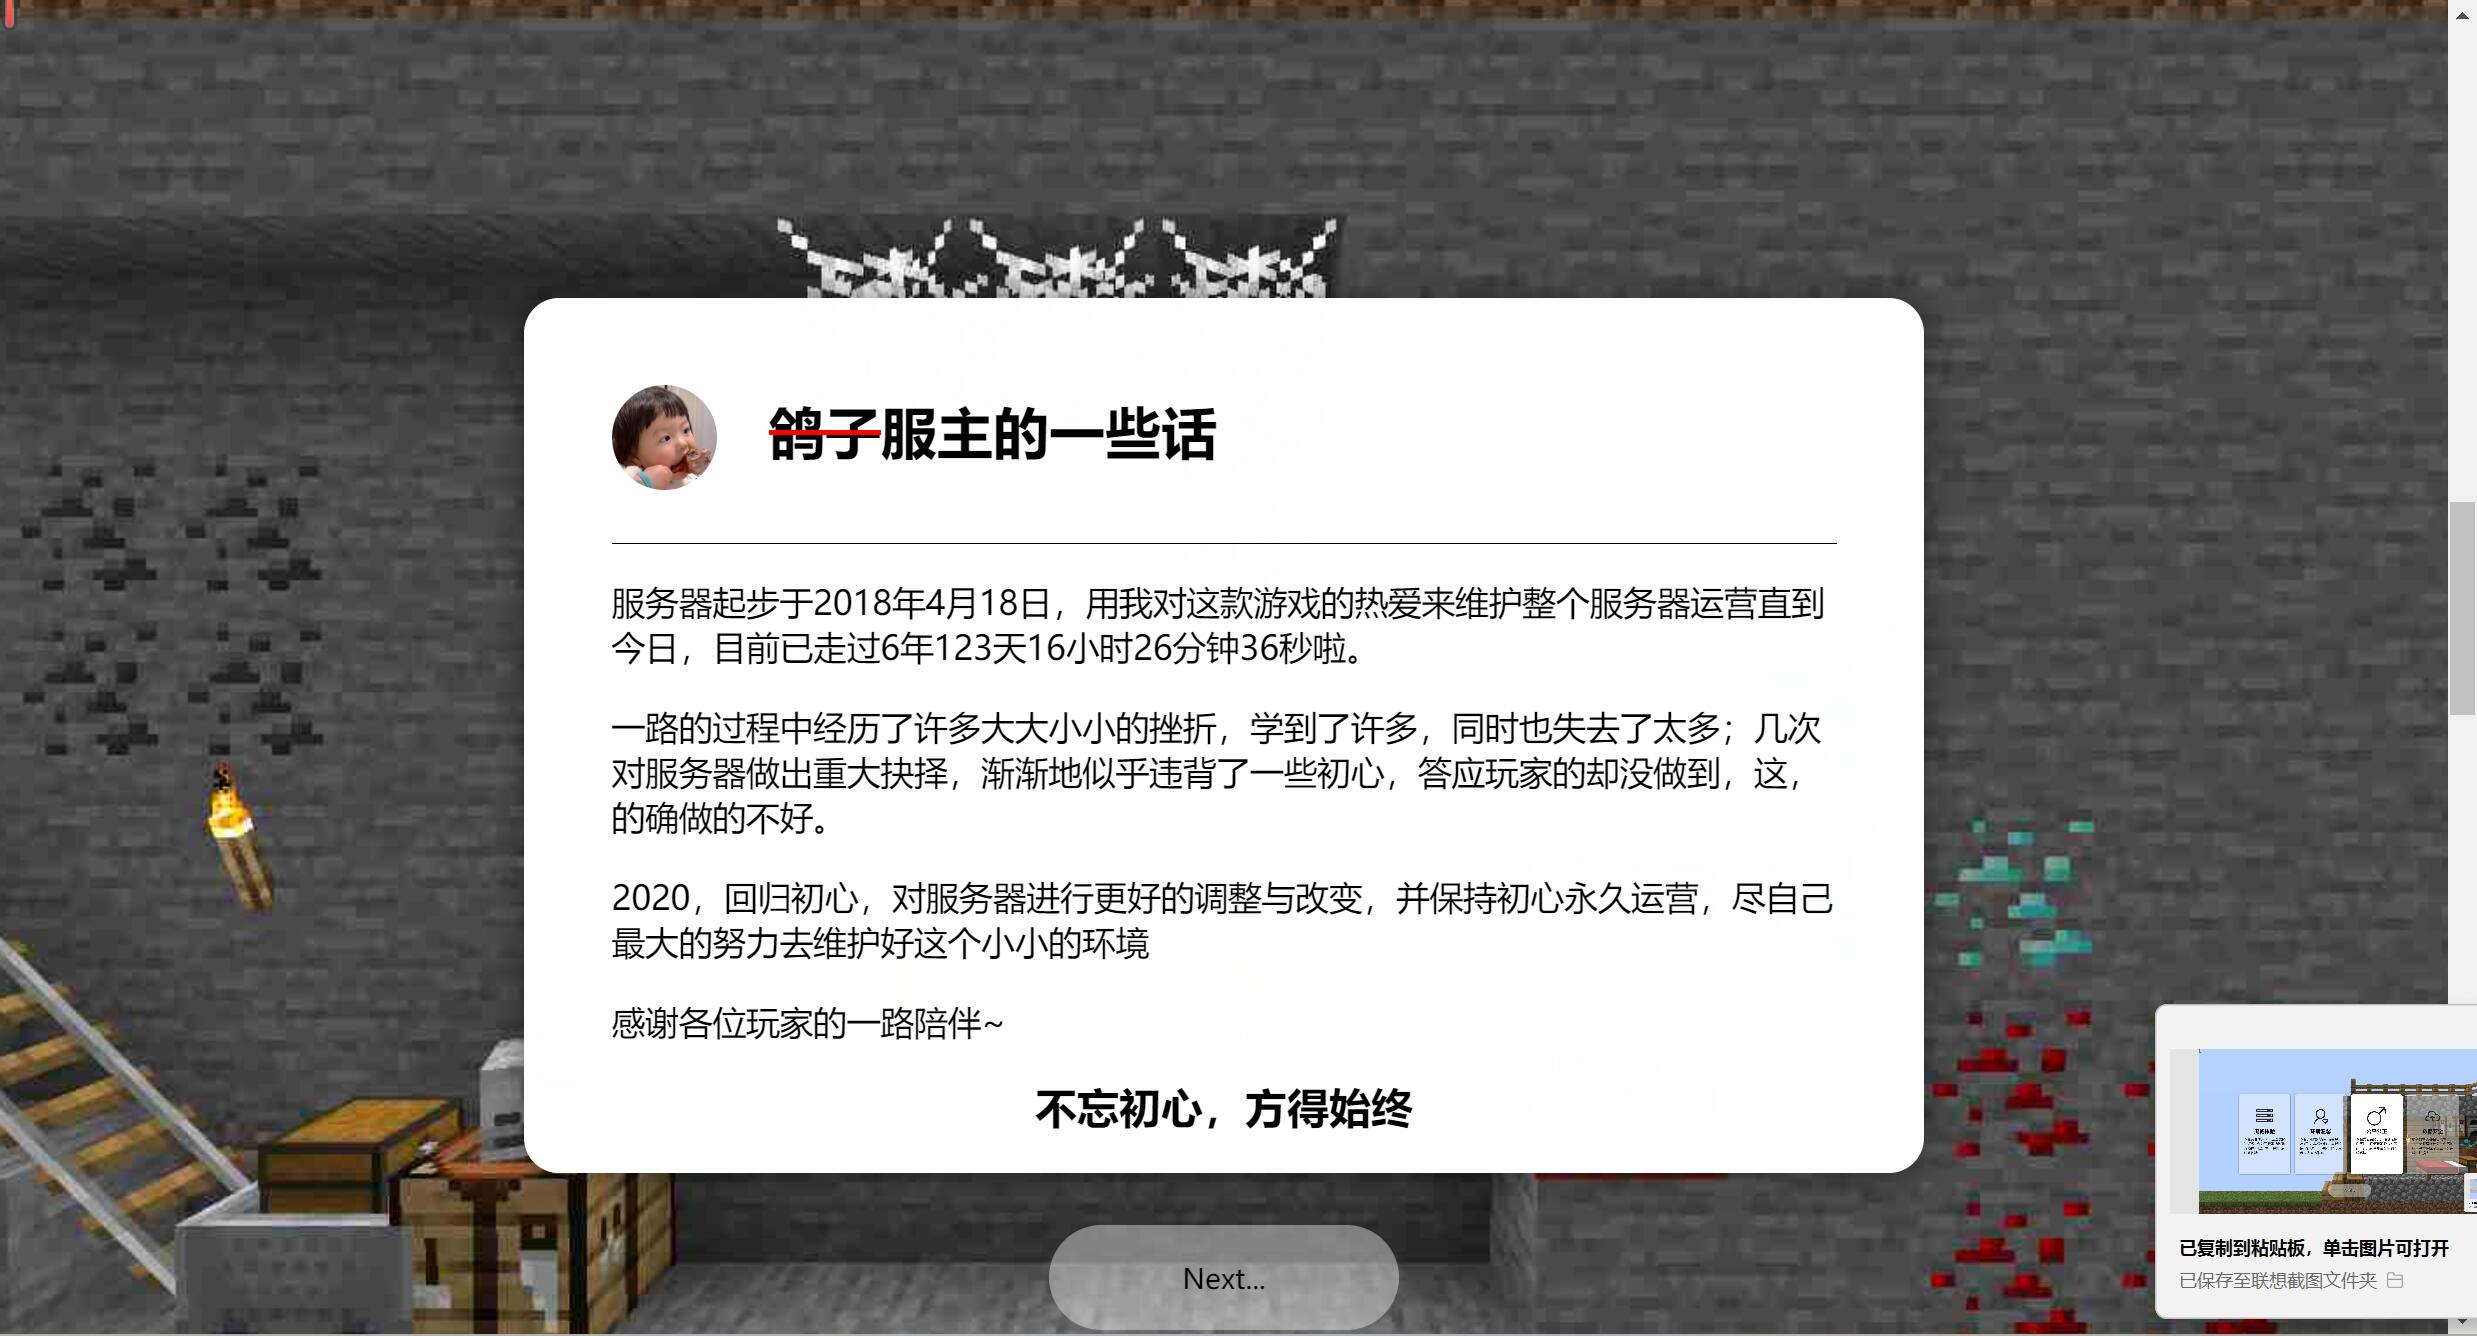 鸽子服主的一些话
服务器起步于2018年4月18日，用我对这款游戏的热爱来维护整个服务器运营直到
今日，目前已走过6年123天16小时26分钟36秒啦。
一路的过程中经历了许多大大小小的挫折，学到了许多，同时也失去了太多；几次
对服务器做出重大抉择，渐渐地似乎违背了一些初心，答应玩家的却没做到，这，
的确做的不好。
2020，回归初心，对服务器进行更好的调整与改变，并保持初心永久运营，尽自己
最大的努力去维护好这个小小的环境
感谢各位玩家的一路陪伴~
不忘初心，方得始终
Next...
已复制到粘贴板，单击图片可打开
已保存至联想截图文件夹